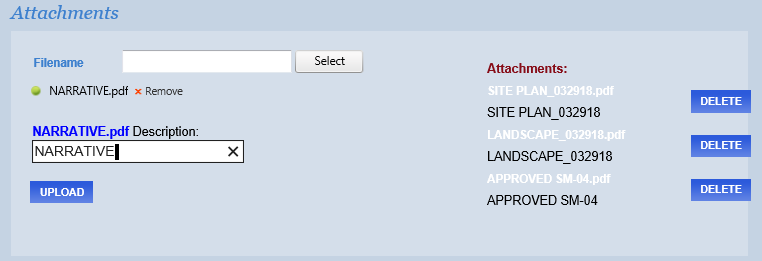 Attachments
Filename
Select
NARRATIVE.pdf × Remove
NARRATIVE.pdf Description:
NARRATIVE
UPLOAD
Attachments:
SITE PLAN_032918.pdf
SITE PLAN_032918
DELETE
LANDSCAPE_032918.pdf
LANDSCAPE_032918
DELETE
APPROVED SM-04.pdf
APPROVED SM-04
DELETE